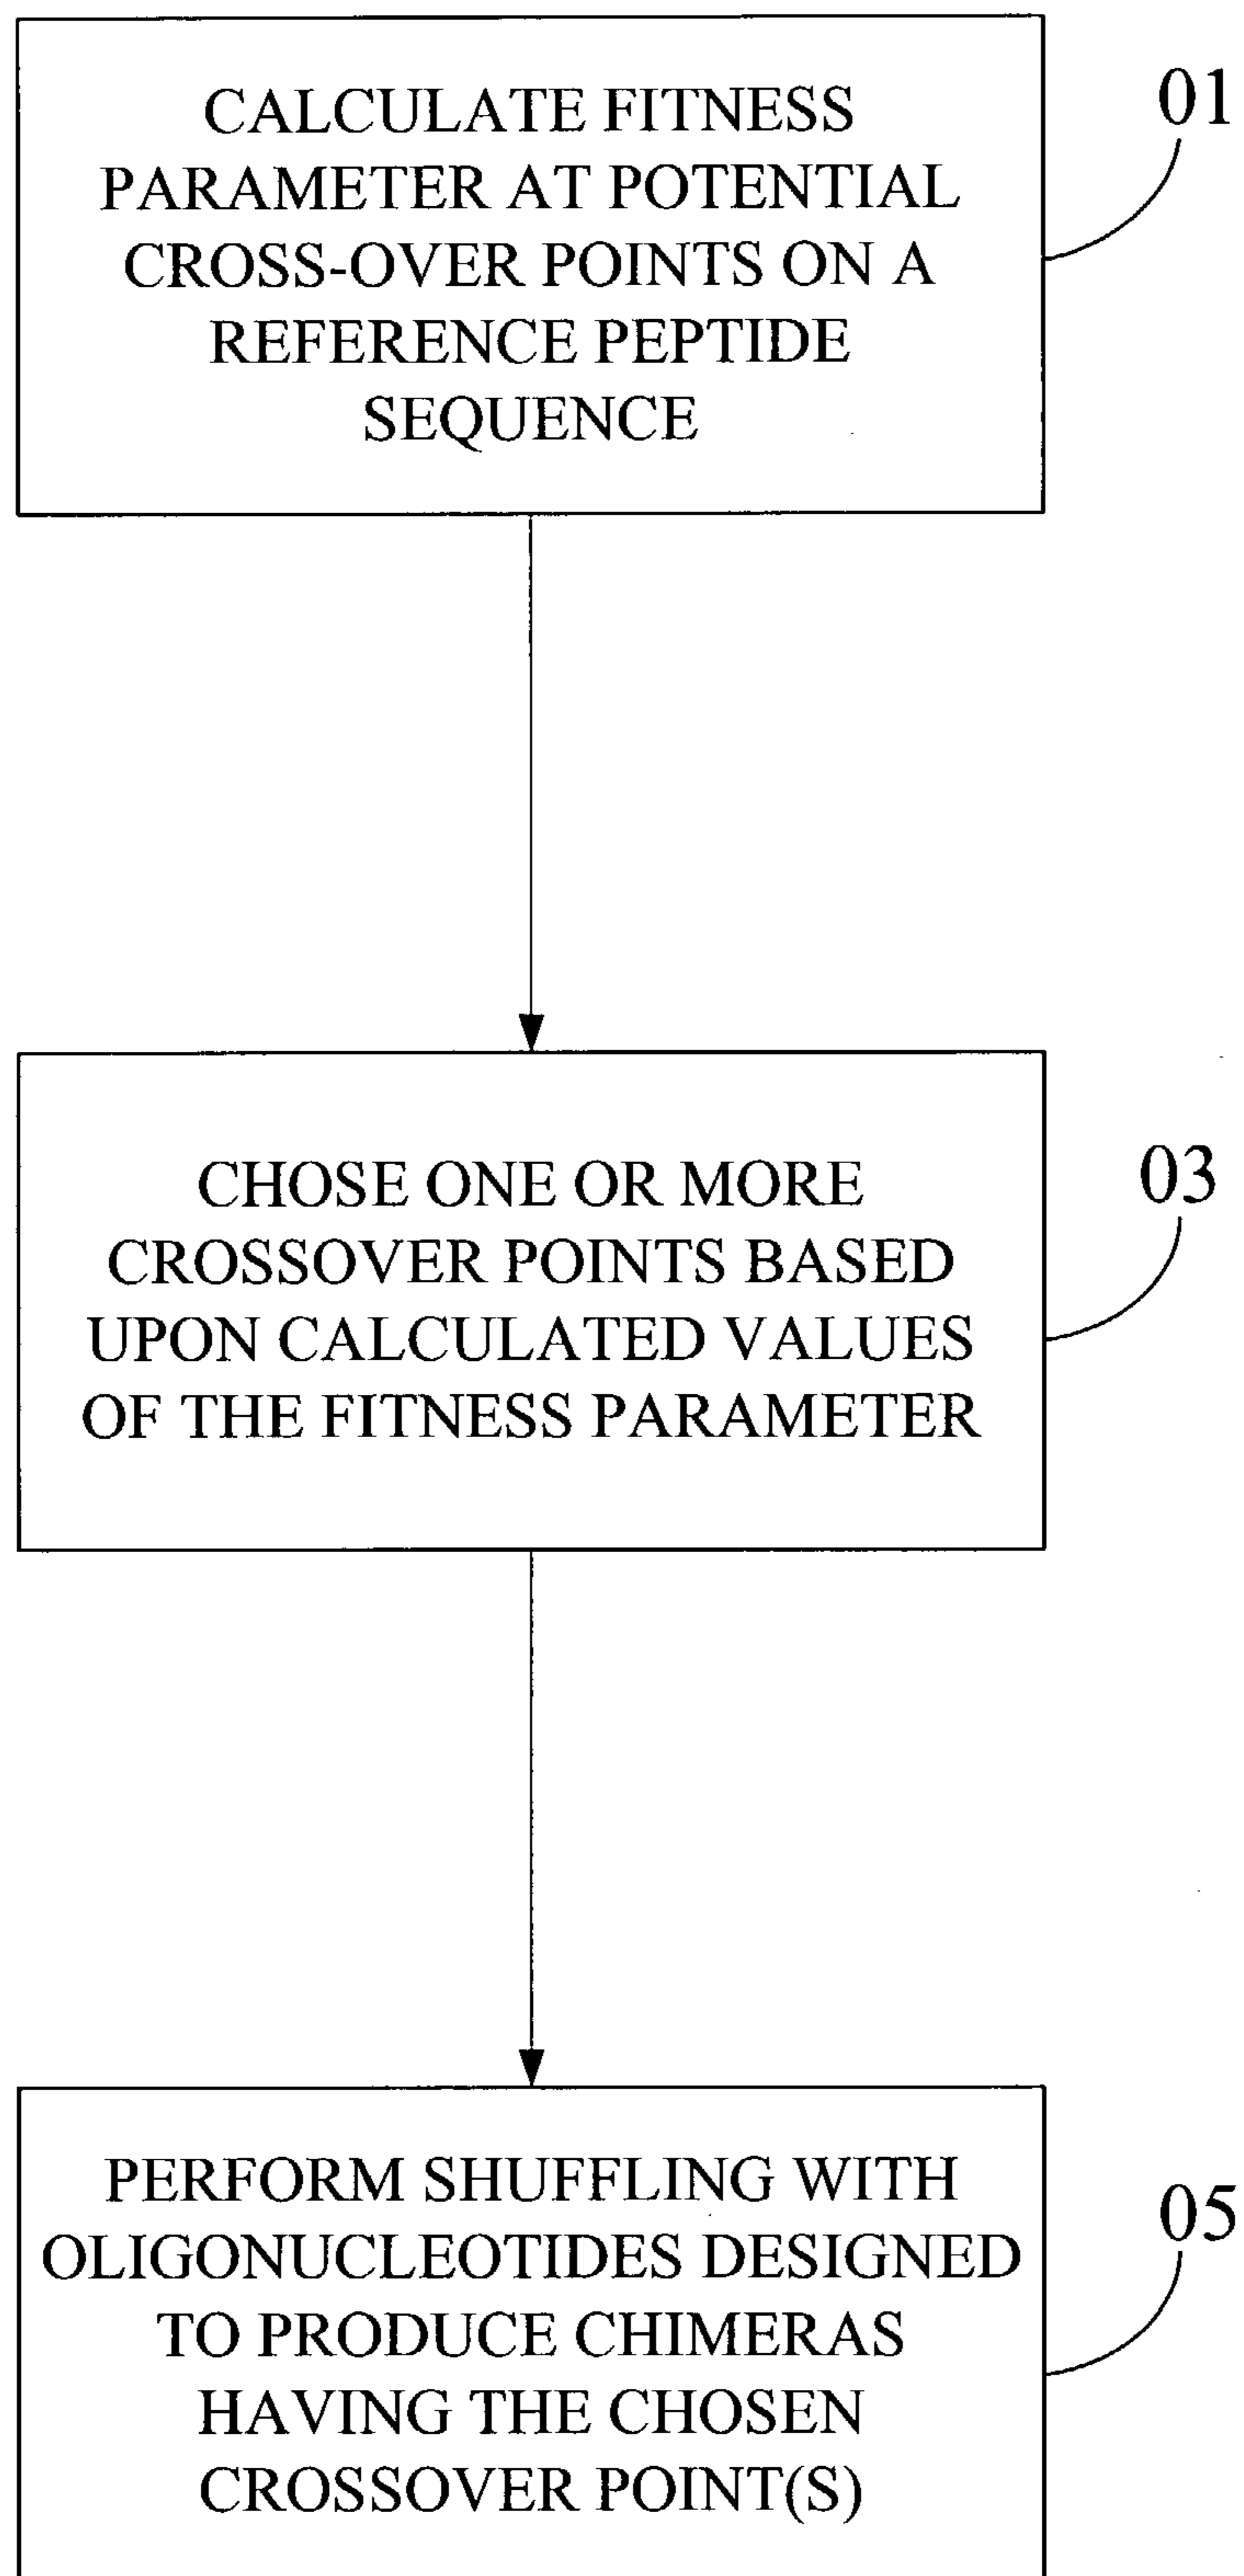 CALCULATE FITNESS
PARAMETER AT POTENTIAL
CROSS-OVER POINTS ON A
REFERENCE PEPTIDE
SEQUENCE
01
CHOSE ONE OR MORE
CROSSOVER POINTS BASED
UPON CALCULATED VALUES
OF THE FITNESS PARAMETER
03
PERFORM SHUFFLING WITH
OLIGONUCLEOTIDES DESIGNED
TO PRODUCE CHIMERAS
HAVING THE CHOSEN
CROSSOVER POINT(S)
05